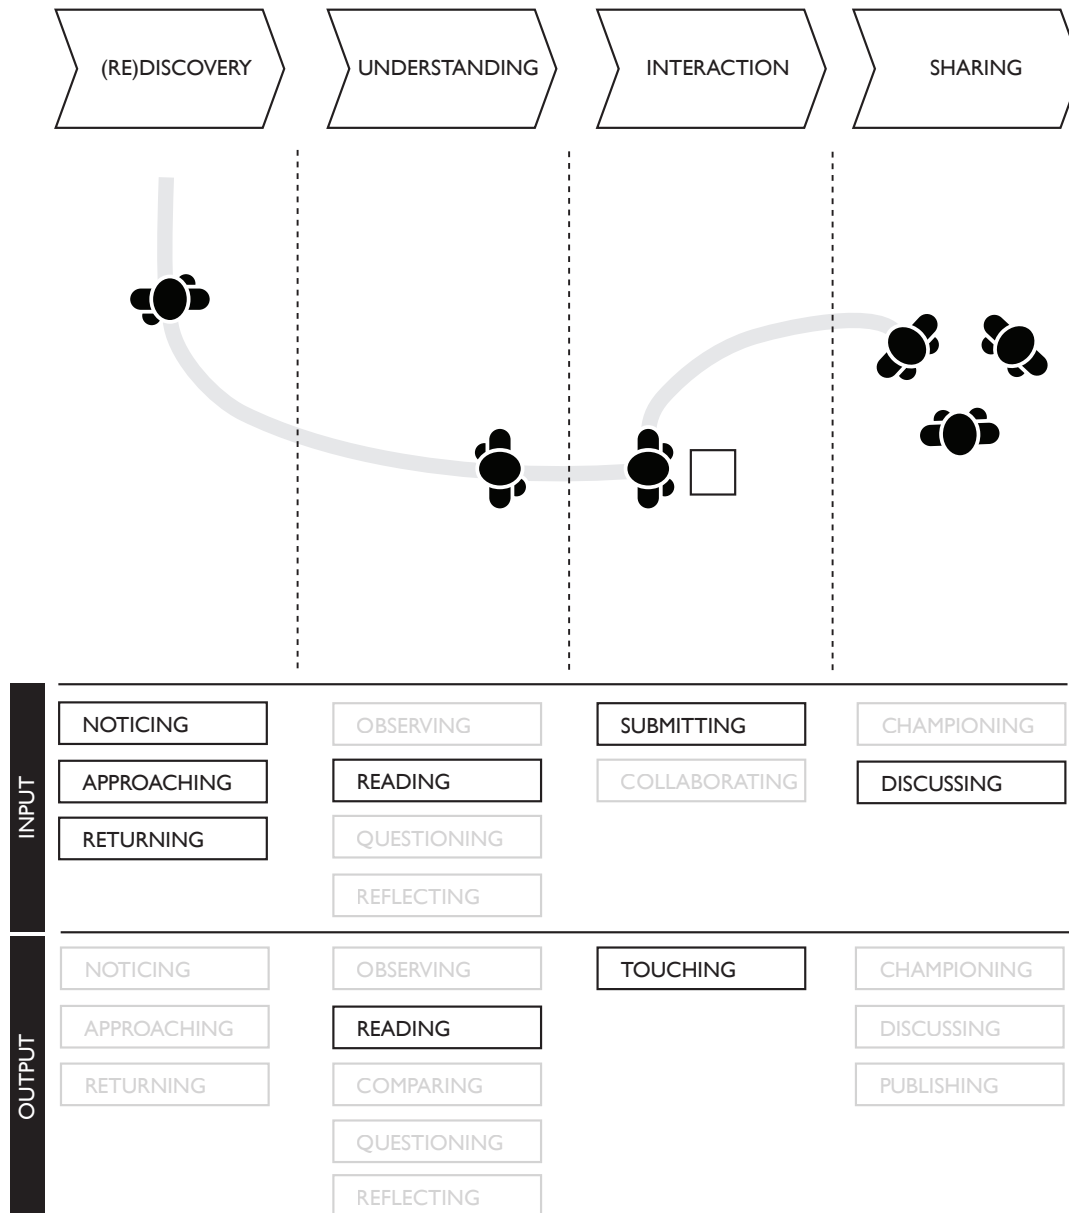 (RE)DISCOVERY
UNDERSTANDING
INTERACTION
SHARING
INPUT
NOTICING
APPROACHING
RETURNING
OBSERVING
READING
QUESTIONING
REFLECTING
SUBMITTING
COLLABORATING
CHAMPIONING
DISCUSSING
OUTPUT
NOTICING
APPROACHING
RETURNING
OBSERVING
READING
COMPARING
QUESTIONING
REFLECTING
TOUCHING
CHAMPIONING
DISCUSSING
PUBLISHING